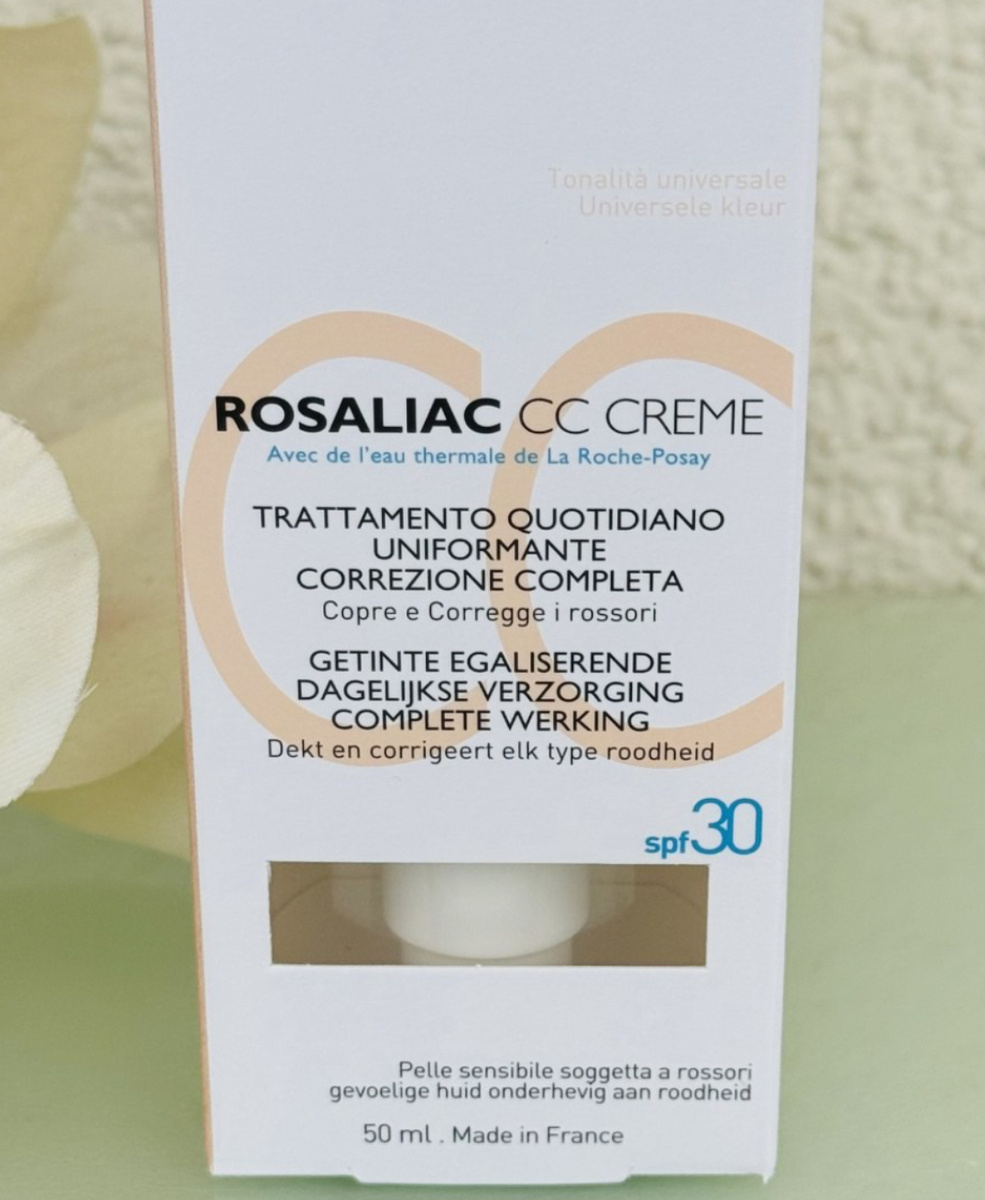 Tonalità universale
Universele kleur
ROSALIAC CC CREME
Avec de l'eau thermale de La Roche-Posay
TRATTAMENTO QUOTIDIANO
UNIFORMANTE
CORREZIONE COMPLETA
Copre e Corregge i rossori
GETINTE EGALISERENDE
DAGELIJKSE VERZORGING
COMPLETE WERKING
Dekt en corrigeert elk type roodheid
spf30
Pelle sensibile soggetta a rossori
gevoelige huid onderhevig aan roodheid
50 ml . Made in France